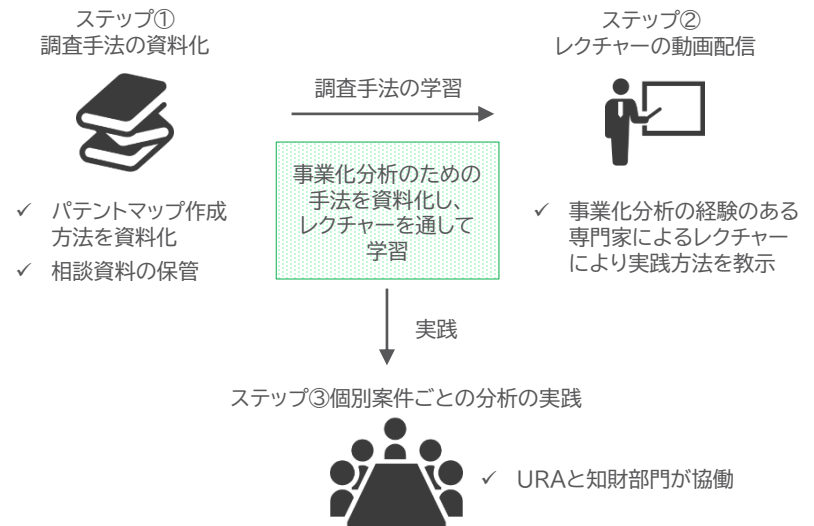 ステップ①
調査手法の資料化
ステップ②
レクチャーの動画配信
調査手法の学習
事業化分析のための
手法を資料化し、
レクチャーを通して
学習
✓ パテントマップ作成
方法を資料化
✓ 相談資料の保管
✓ 事業化分析の経験のある
専門家によるレクチャー
により実践方法を教示
実践
ステップ③個別案件ごとの分析の実践
✓ URAと知財部門が協働